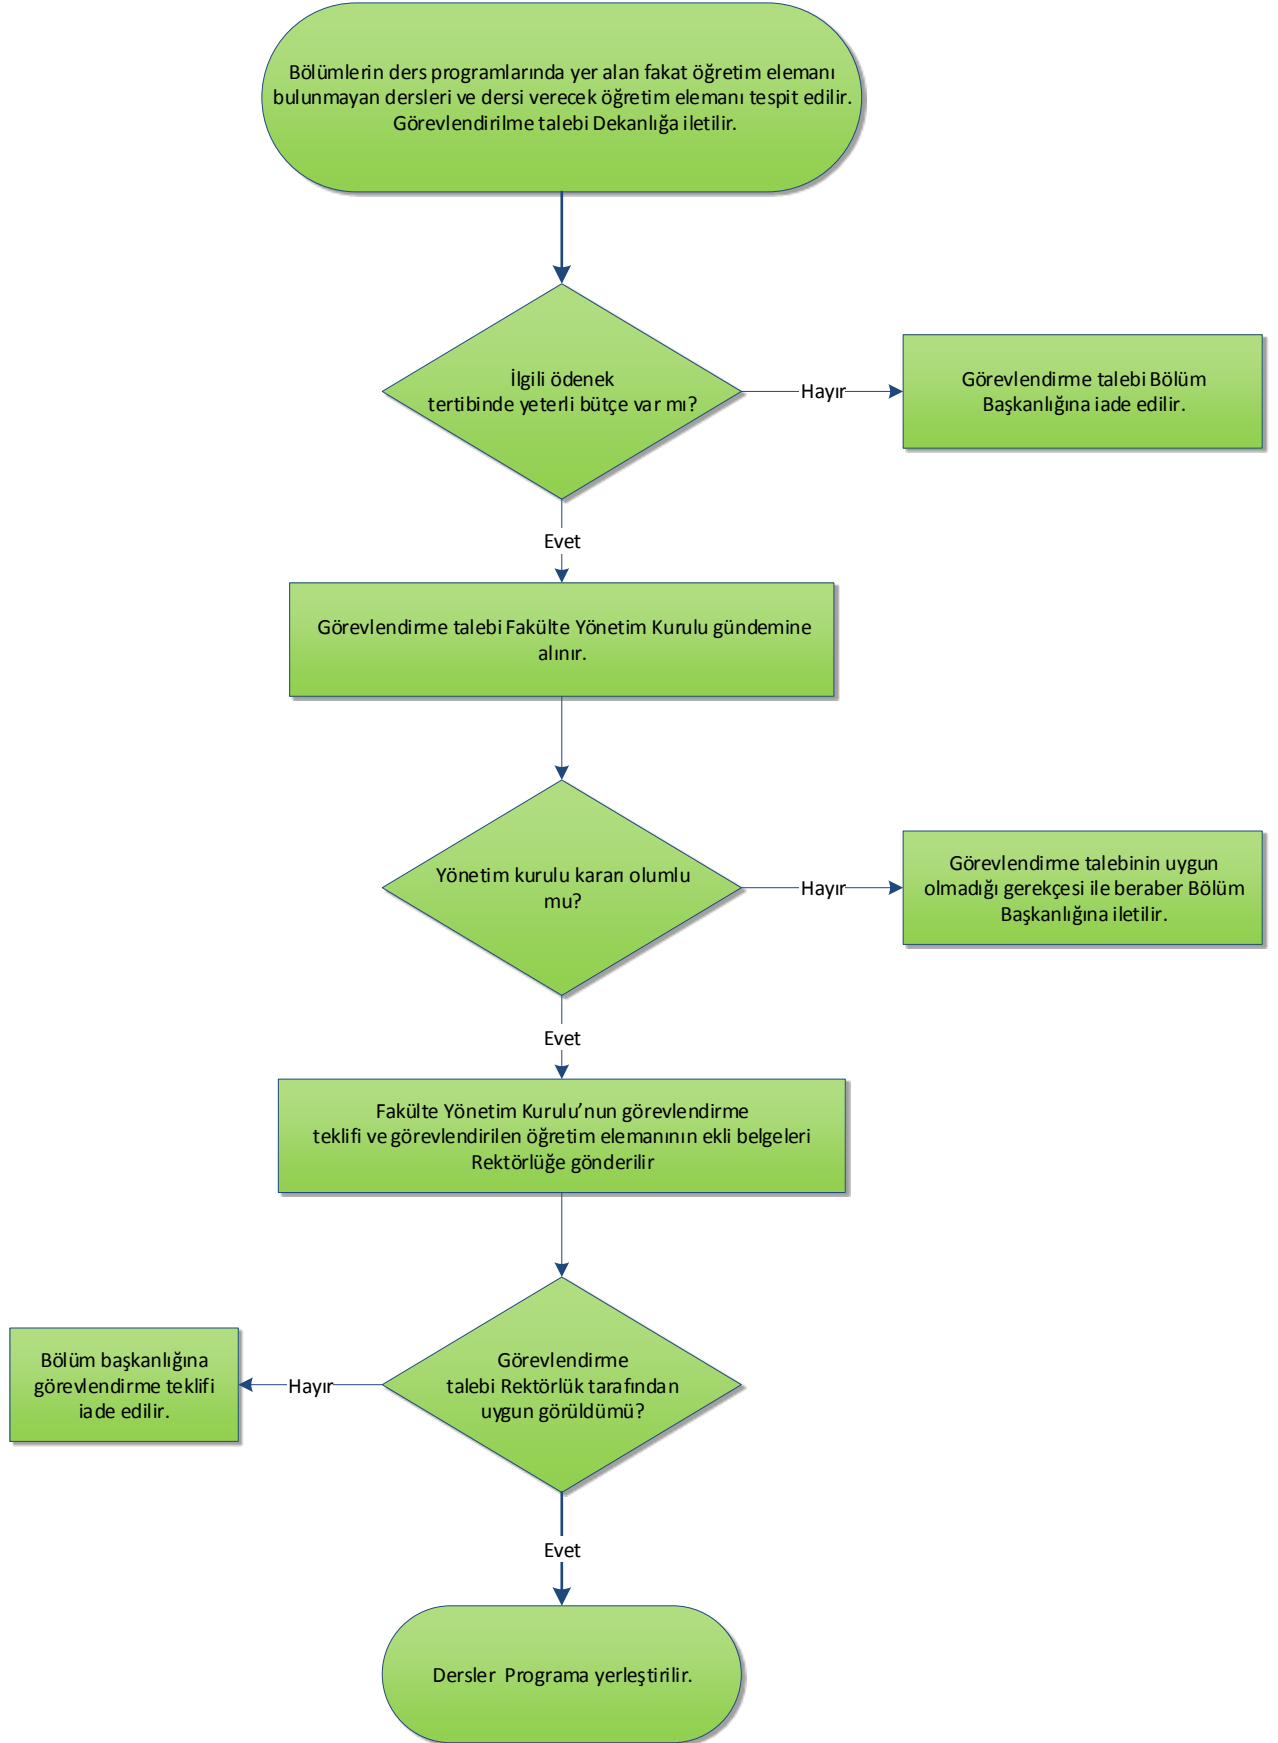 Bölümlerin ders programlarında yer alan fakat öğretim elemanı
bulunmayan dersleri ve dersi verecek öğretim elemanı tespit edilir.
Görevlendirilme talebi Dekanlığa iletilir.
İlgili ödenek
tertibinde yeterli bütçe var mı?
Hayır
Görevlendirme talebi Bölüm
Başkanlığına iade edilir.
Evet
Görevlendirme talebi Fakülte Yönetim Kurulu gündemine
alınır.
Yönetim kurulu kararı olumlu
mu?
Hayır
Görevlendirme talebinin uygun
olmadığı gerekçesi ile beraber Bölüm
Başkanlığına iletilir.
Evet
Fakülte Yönetim Kurulu’nun görevlendirme
teklifi ve görevlendirilen öğretim elemanının ekli belgeleri
Rektörlüğe gönderilir
Görevlendirme
talebi Rektörlük tarafından
uygun görüldümü?
Hayır
Bölüm başkanlığına
görevlendirme teklifi
iade edilir.
Evet
Dersler Programa yerleştirilir.